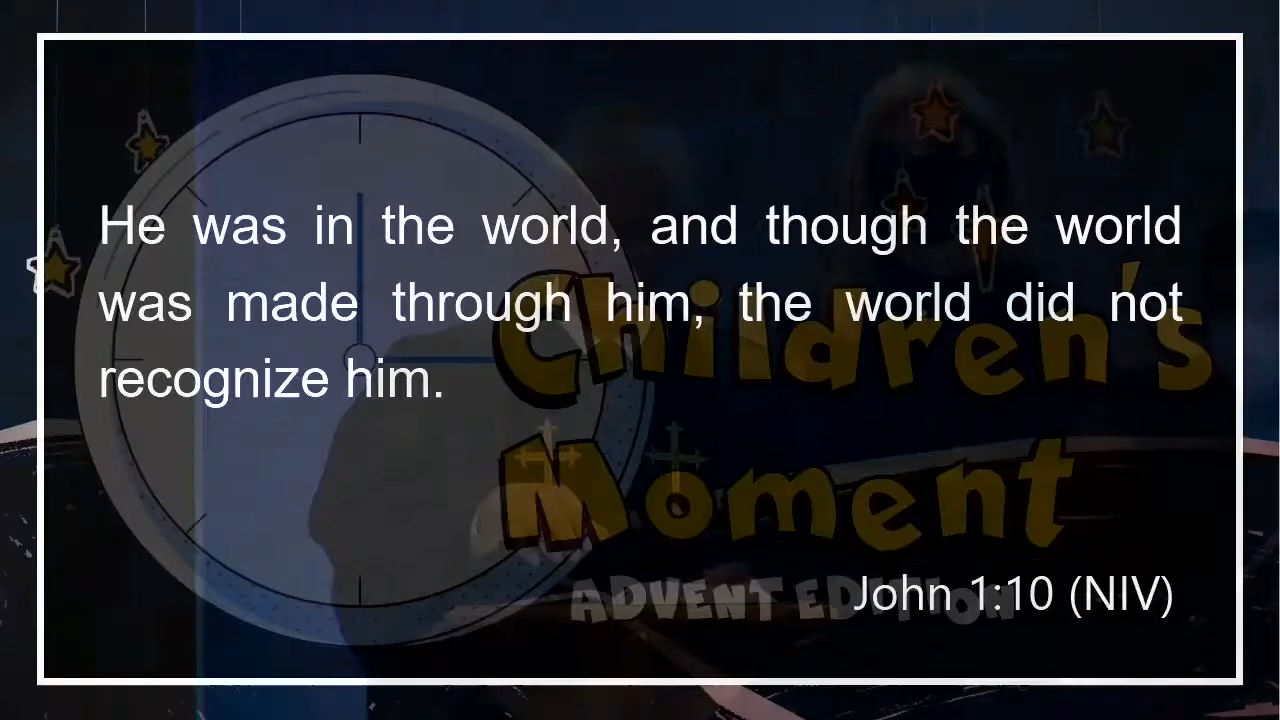 He was in the world, and though the world
was made through him, the world did not
recognize him.
Children's
Moment
ADVENT EDITION
John 1:10 (NIV)